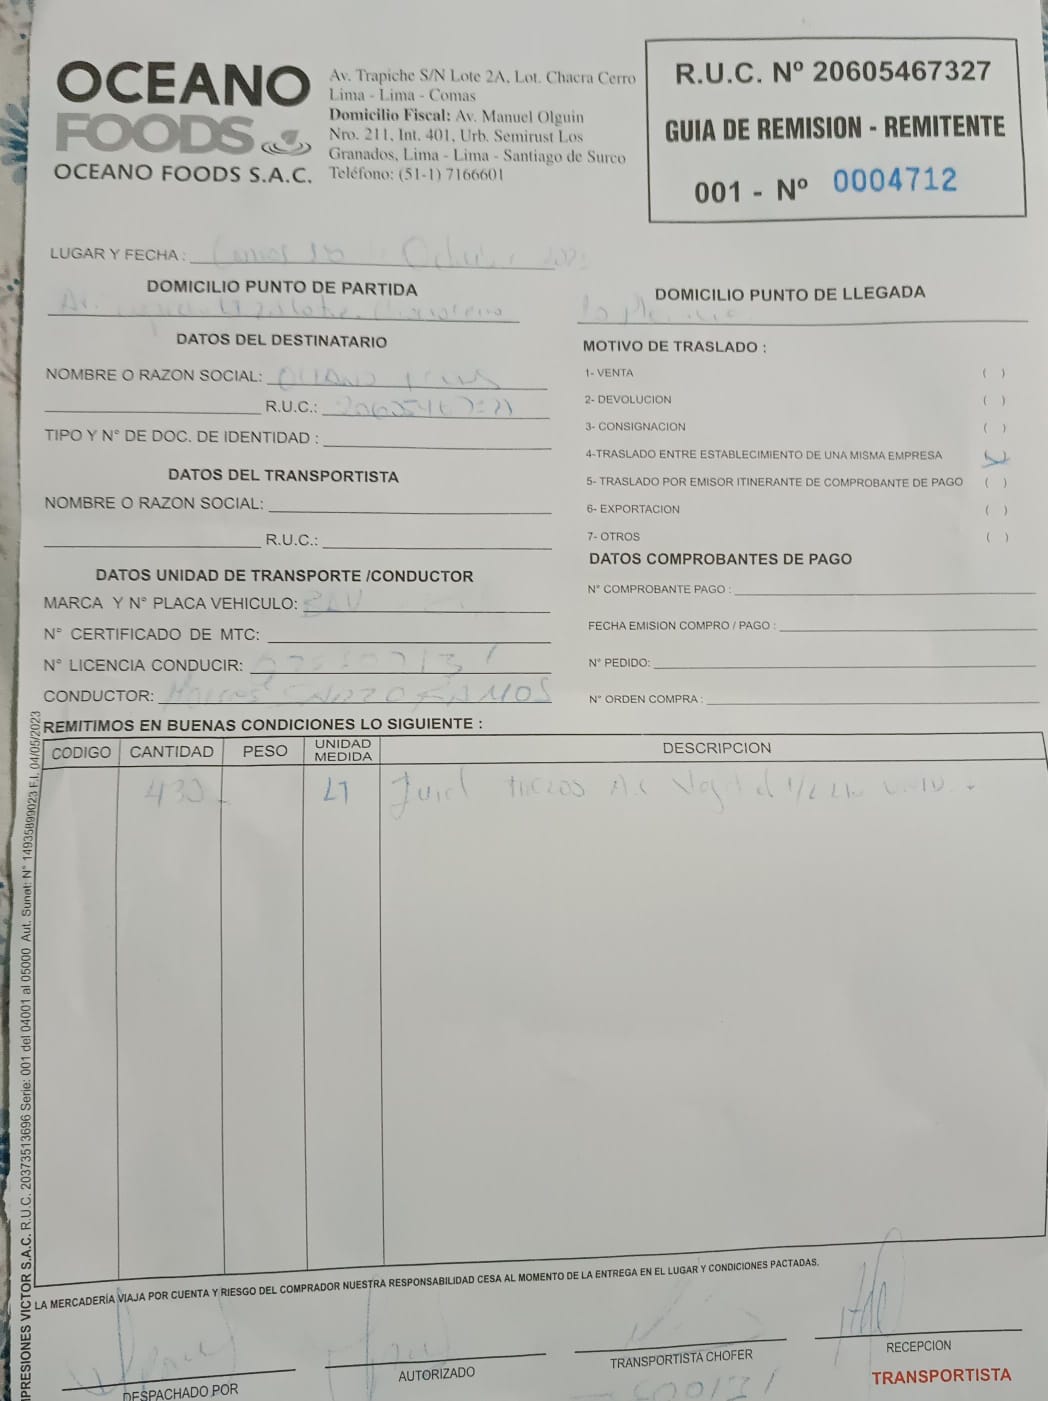 OCEANO
FOODS
OCEANO FOODS S.A.C.
Av. Trapiche S/N Lote 2A, Lot. Chacra Cerro
Lima - Lima - Comas
Domicilio Fiscal: Av. Manuel Olguin
Nro. 211, Int. 401, Urb. Semirust Los
Granados, Lima - Lima - Santiago de Surco
Teléfono: (51-1) 7166601
R.U.C. Nº 20605467327
GUIA DE REMISION - REMITENTE
001 - Nº 0004712
LUGAR Y FECHA : Comas 18 Octubre
DOMICILIO PUNTO DE PARTIDA
Av.
DOMICILIO PUNTO DE LLEGADA
DATOS DEL DESTINATARIO
NOMBRE O RAZON SOCIAL: OCEANO
R.U.C.:
TIPO Y N° DE DOC. DE IDENTIDAD :
DATOS DEL TRANSPORTISTA
NOMBRE O RAZON SOCIAL:
R.U.C.:
DATOS UNIDAD DE TRANSPORTE /CONDUCTOR
MARCA Y N° PLACA VEHICULO:
N° CERTIFICADO DE MTC:
N° LICENCIA CONDUCIR:
CONDUCTOR: RAMOS
MOTIVO DE TRASLADO :
1- VENTA ( )
2- DEVOLUCION ( )
3- CONSIGNACION ( )
4-TRASLADO ENTRE ESTABLECIMIENTO DE UNA MISMA EMPRESA
5- TRASLADO POR EMISOR ITINERANTE DE COMPROBANTE DE PAGO ( )
6- EXPORTACION ( )
7- OTROS ( )
DATOS COMPROBANTES DE PAGO
N° COMPROBANTE PAGO :
FECHA EMISION COMPRO / PAGO :
N° PEDIDO:
N° ORDEN COMPRA :
REMITIMOS EN BUENAS CONDICIONES LO SIGUIENTE :
CODIGO CANTIDAD PESO UNIDAD MEDIDA DESCRIPCION
430 LT
LA MERCADERÍA VIAJA POR CUENTA Y RIESGO DEL COMPRADOR NUESTRA RESPONSABILIDAD CESA AL MOMENTO DE LA ENTREGA EN EL LUGAR Y CONDICIONES PACTADAS.
DESPACHADO POR
AUTORIZADO
TRANSPORTISTA CHOFER
RECEPCION
TRANSPORTISTA
IPRESIONES VICTOR S.A.C. R.U.C. 20373513696 Serie: 001 del 04001 al 05000 Aut. Sunat: N° 14935899023 F.I. 04/05/2023